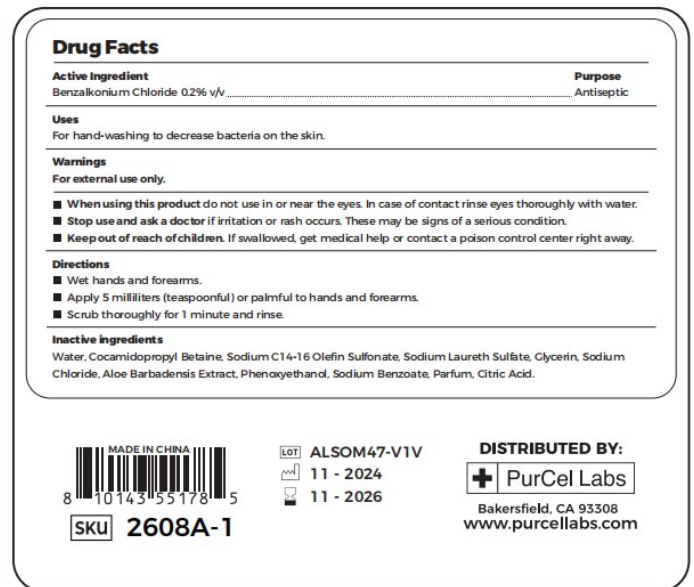 Drug Facts
Active Ingredient Purpose
Benzalkonium Chloride 0.2% v/v Antiseptic
Uses
For hand-washing to decrease bacteria on the skin.
Warnings
For external use only.
■ When using this product do not use in or near the eyes. In case of contact rinse eyes thoroughly with water.
■ Stop use and ask a doctor if irritation or rash occurs. These may be signs of a serious condition.
■ Keep out of reach of children. If swallowed, get medical help or contact a poison control center right away.
Directions
■ Wet hands and forearms.
■ Apply 5 milliliters (teaspoonful) or palmful to hands and forearms.
■ Scrub thoroughly for 1 minute and rinse.
Inactive ingredients
Water, Cocamidopropyl Betaine, Sodium C14-16 Olefin Sulfonate, Sodium Laureth Sulfate, Glycerin, Sodium
Chloride, Aloe Barbadensis Extract, Phenoxyethanol, Sodium Benzoate, Parfum, Citric Acid.
MADE IN CHINA
8 10143 55178 5
SKU 2608A-1
LOT ALSOM47-V1V
11 - 2024
11 - 2026
DISTRIBUTED BY:
PurCel Labs
Bakersfield, CA 93308
www.purcellabs.com